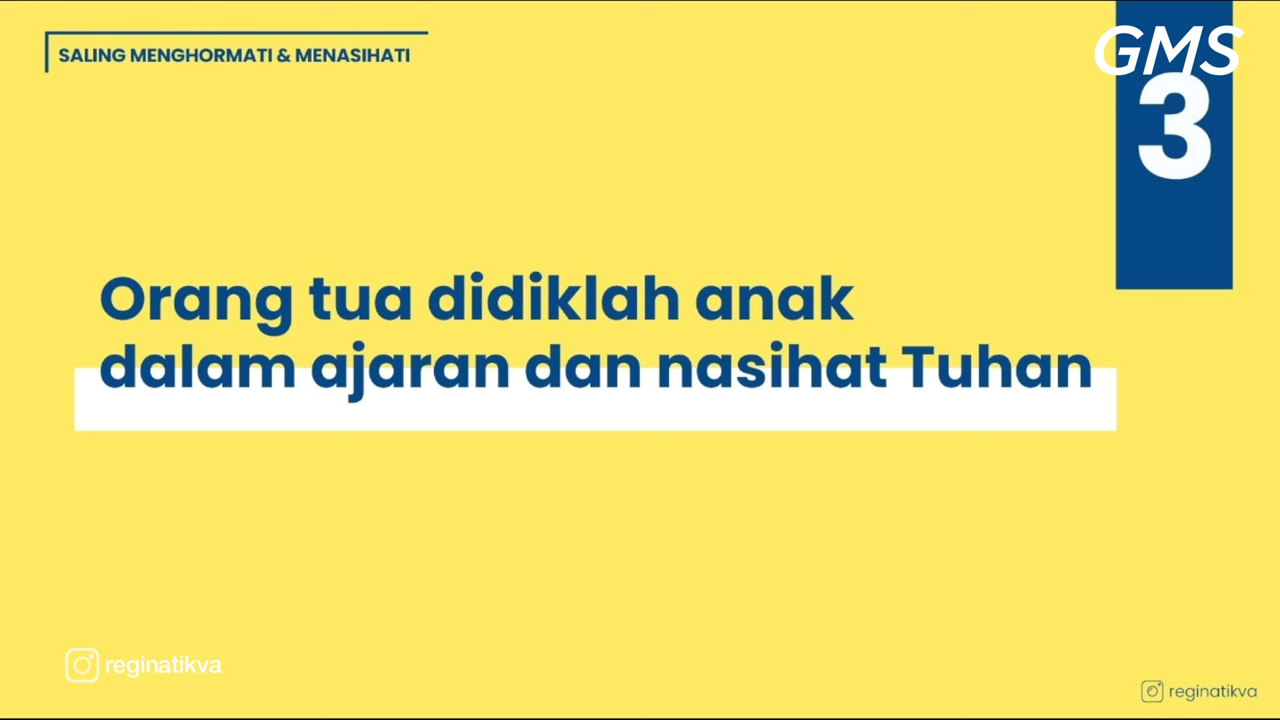 SALING MENGHORMATI & MENASIHATI
GMS
3
Orang tua didiklah anak
dalam ajaran dan nasihat Tuhan
reginatikva
reginatikva